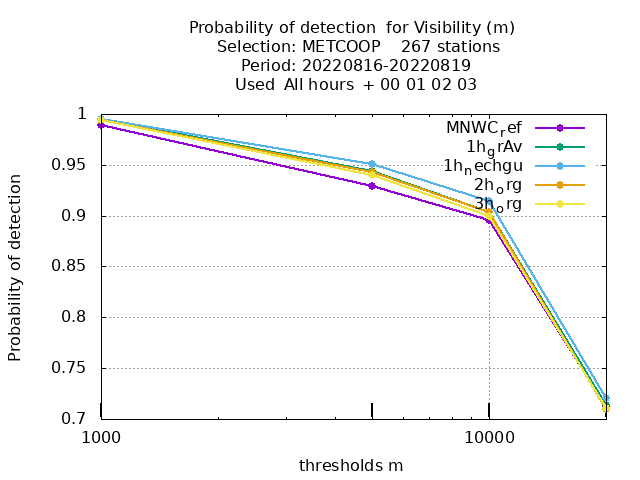 Probability of detection  for Visibility (m)
Selection: METCOOP    267 stations
Period: 20220816-20220819
Used  All hours  + 00 01 02 03
1
0.95
0.9
0.85
0.8
0.75
0.7
Probability of detection
MNWC_ref
1h_grAv
1h_nechgu
2h_org
3h_org
1000
10000
thresholds m